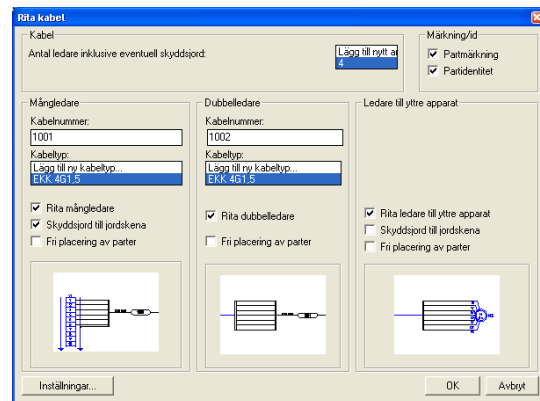 Rita kabel
Kabel
Antal ledare inklusive eventuell skyddsjord:
Lägg till nytt a
4
Märkning/id
Partmärkning
Partidentitet
Mångledare
Kabelnummer:
1001
Kabeltyp:
Lägg till ny kabeltyp...
EKK 4G1,5
Rita mångledare
Skyddsjord till jordskena
Fri placering av parter
Dubbelledare
Kabelnummer:
1002
Kabeltyp:
Lägg till ny kabeltyp...
EKK 4G1,5
Rita dubbelledare
Fri placering av parter
Ledare till yttre apparat
Rita ledare till yttre apparat
Skyddsjord till jordskena
Fri placering av parter
Inställningar...
OK
Avbryt